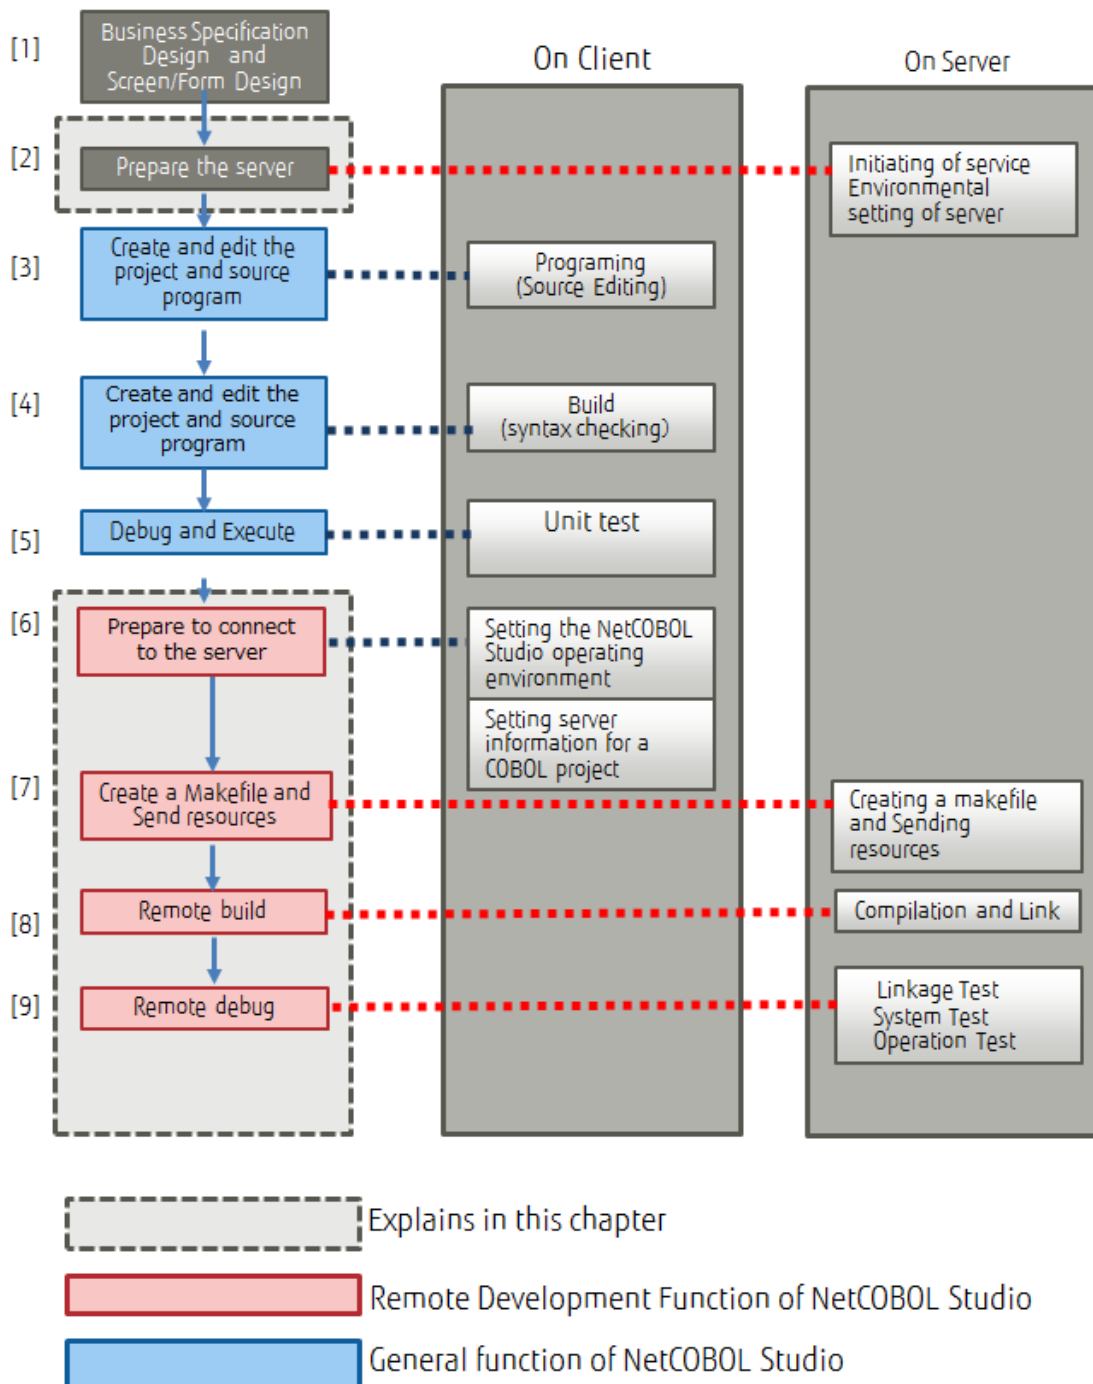 [1]
Business Specification
Design and
Screen/Form Design
On Client
On Server
[2]
Prepare the server
Initiating of service
Environmental
setting of server
[3]
Create and edit the
project and source
program
Programing
(Source Editing)
[4]
Create and edit the
project and source
program
Build
(syntax checking)
[5]
Debug and Execute
Unit test
[6]
Prepare to connect
to the server
Setting the NetCOBOL
Studio operating
environment
Setting server
information for a
COBOL project
[7]
Create a Makefile and
Send resources
Creating a makefile
and Sending
resources
[8]
Remote build
Compilation and Link
[9]
Remote debug
Linkage Test
System Test
Operation Test
Explains in this chapter
Remote Development Function of NetCOBOL Studio
General function of NetCOBOL Studio